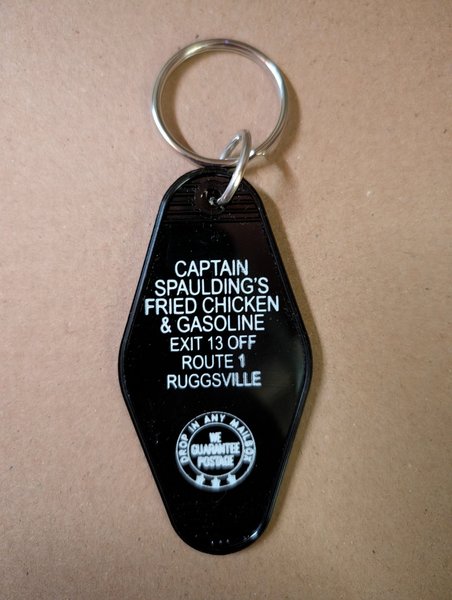 CAPTAIN
SPAULDING'S
FRIED CHICKEN
& GASOLINE
EXIT 13 OFF
ROUTE 1
RUGGSVILLE
DROP IN ANY MAILBOX
WE
GUARANTEE
POSTAGE